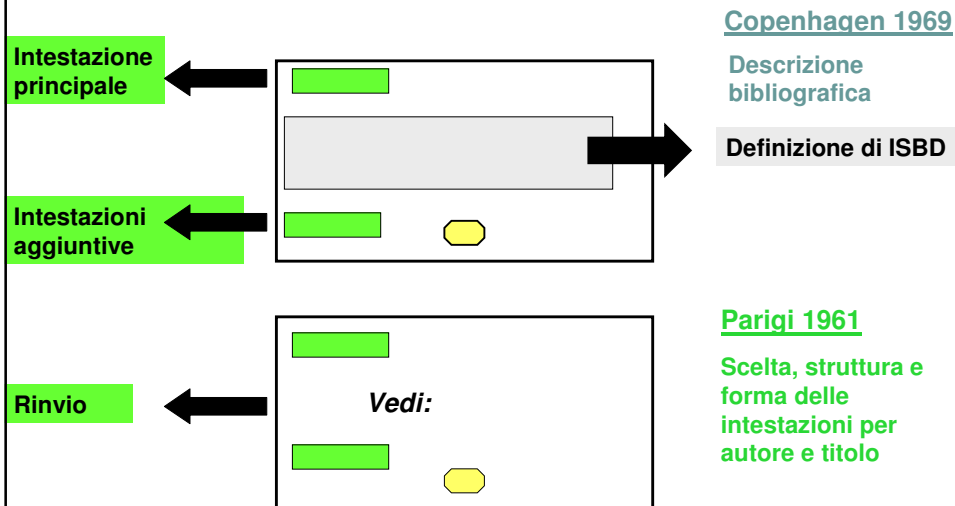 Copenhagen 1969
Intestazione
principale
Descrizione
bibliografica
Definizione di ISBD
Intestazioni
aggiuntive
Parigi 1961
Scelta, struttura e
forma delle
intestazioni per
autore e titolo
Rinvio
Vedi: